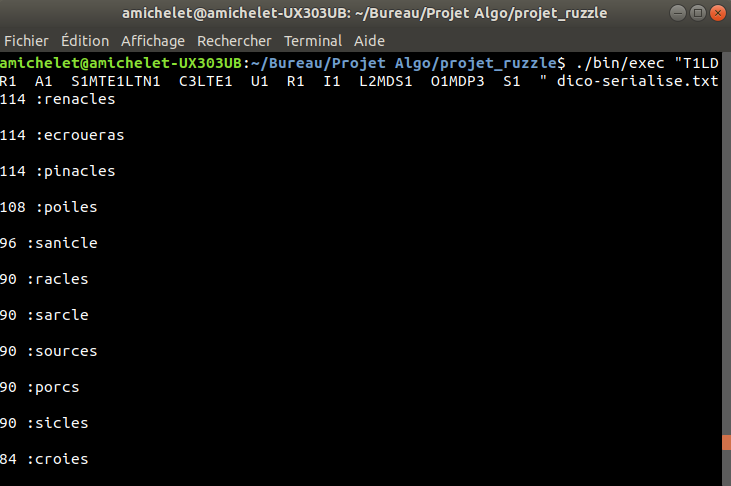 amichelet@amichelet-UX303UB: ~/Bureau/Projet Algo/projet_ruzzle
Fichier Édition Affichage Rechercher Terminal Aide
amichelet@amichelet-UX303UB:~/Bureau/Projet Algo/projet_ruzzle$ ./bin/exec "T1LD
R1  A1  S1MTE1LTN1  C3LTE1  U1  R1  I1  L2MDS1  O1MDP3  S1  " dico-serialise.txt
114 :renacles
114 :ecroueras
114 :pinacles
108 :poiles
96 :sanicle
90 :racles
90 :sarcle
90 :sources
90 :porcs
90 :sicles
84 :croies